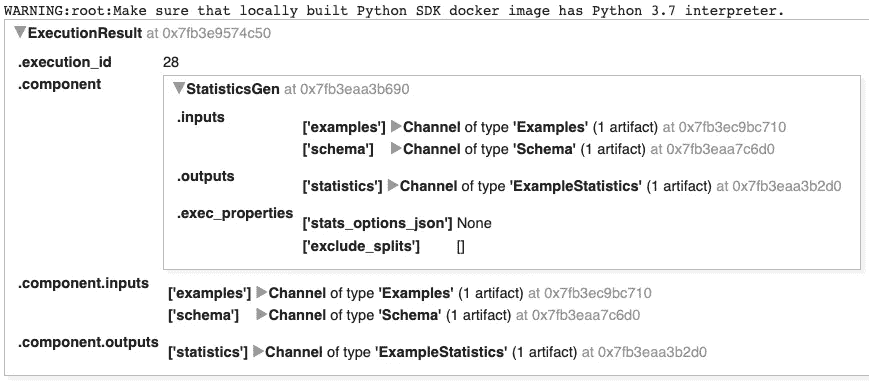 WARNING:root:Make sure that locally built Python SDK docker image has Python 3.7 interpreter.
▼ExecutionResult at 0x7fb3e9574c50
.execution_id 28
.component ▼StatisticsGen at 0x7fb3eaa3b690
.inputs
['examples'] ▶Channel of type 'Examples' (1 artifact) at 0x7fb3ec9bc710
['schema'] ▶Channel of type 'Schema' (1 artifact) at 0x7fb3eaa7c6d0
.outputs
['statistics'] ▶Channel of type 'ExampleStatistics' (1 artifact) at 0x7fb3eaa3b2d0
.exec_properties
['stats_options_json'] None
['exclude_splits'] []
.component.inputs
['examples'] ▶Channel of type 'Examples' (1 artifact) at 0x7fb3ec9bc710
['schema'] ▶Channel of type 'Schema' (1 artifact) at 0x7fb3eaa7c6d0
.component.outputs
['statistics'] ▶Channel of type 'ExampleStatistics' (1 artifact) at 0x7fb3eaa3b2d0